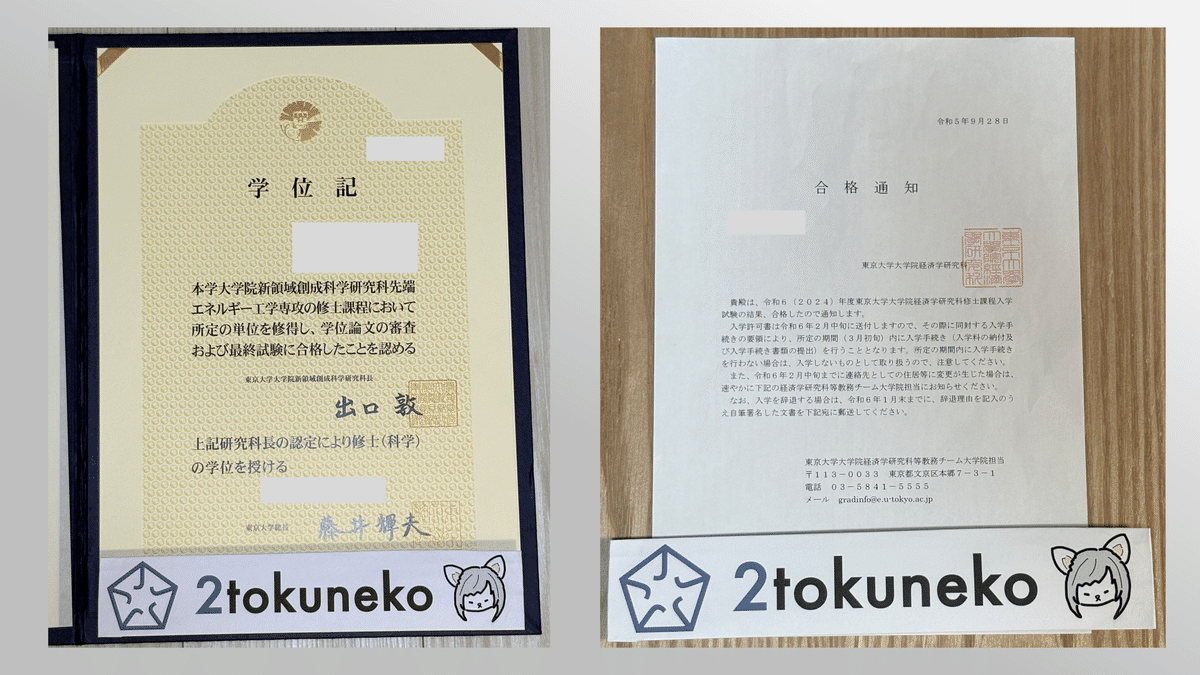 学位記
本学大学院新領域創成科学研究科先端
エネルギー工学専攻の修士課程において
所定の単位を修得し、学位論文の審査
および最終試験に合格したことを認める
東京大学大学院新領域創成科学研究科長
出口 敦
上記研究科長の認定により修士(科学)
の学位を授ける
東京大学総長
藤井輝夫
2tokuneko
令和5年9月28日
合格通知
東京大学大学院経済学研究科
貴殿は、令和6(2024)年度東京大学大学院経済学研究科修士課程入学
試験の結果、合格したので通知します。
入学許可書は令和6年2月中旬に送付しますので、その際に同封する入学手
続きの要領により、所定の期間(3月初旬)内に入学手続き(入学料の納付及
び入学手続き書類の提出)を行うこととなります。所定の期間内に入学手続き
を行わない場合は、入学しないものとして取り扱うので、注意してください。
また、令和6年2月中旬までに連絡先としての住居等に変更が生じた場合は、
速やかに下記の経済学研究科等教務チーム大学院担当にお知らせください。
なお、入学を辞退する場合は、令和6年1月末までに、辞退理由を記入のう
え自筆署名した文書を下記宛に郵送してください。
東京大学大学院経済学研究科等教務チーム大学院担当
〒113-0033 東京都文京区本郷7-3-1
電話 03-5841-5555
メール gradinfo@e.u-tokyo.ac.jp
2tokuneko